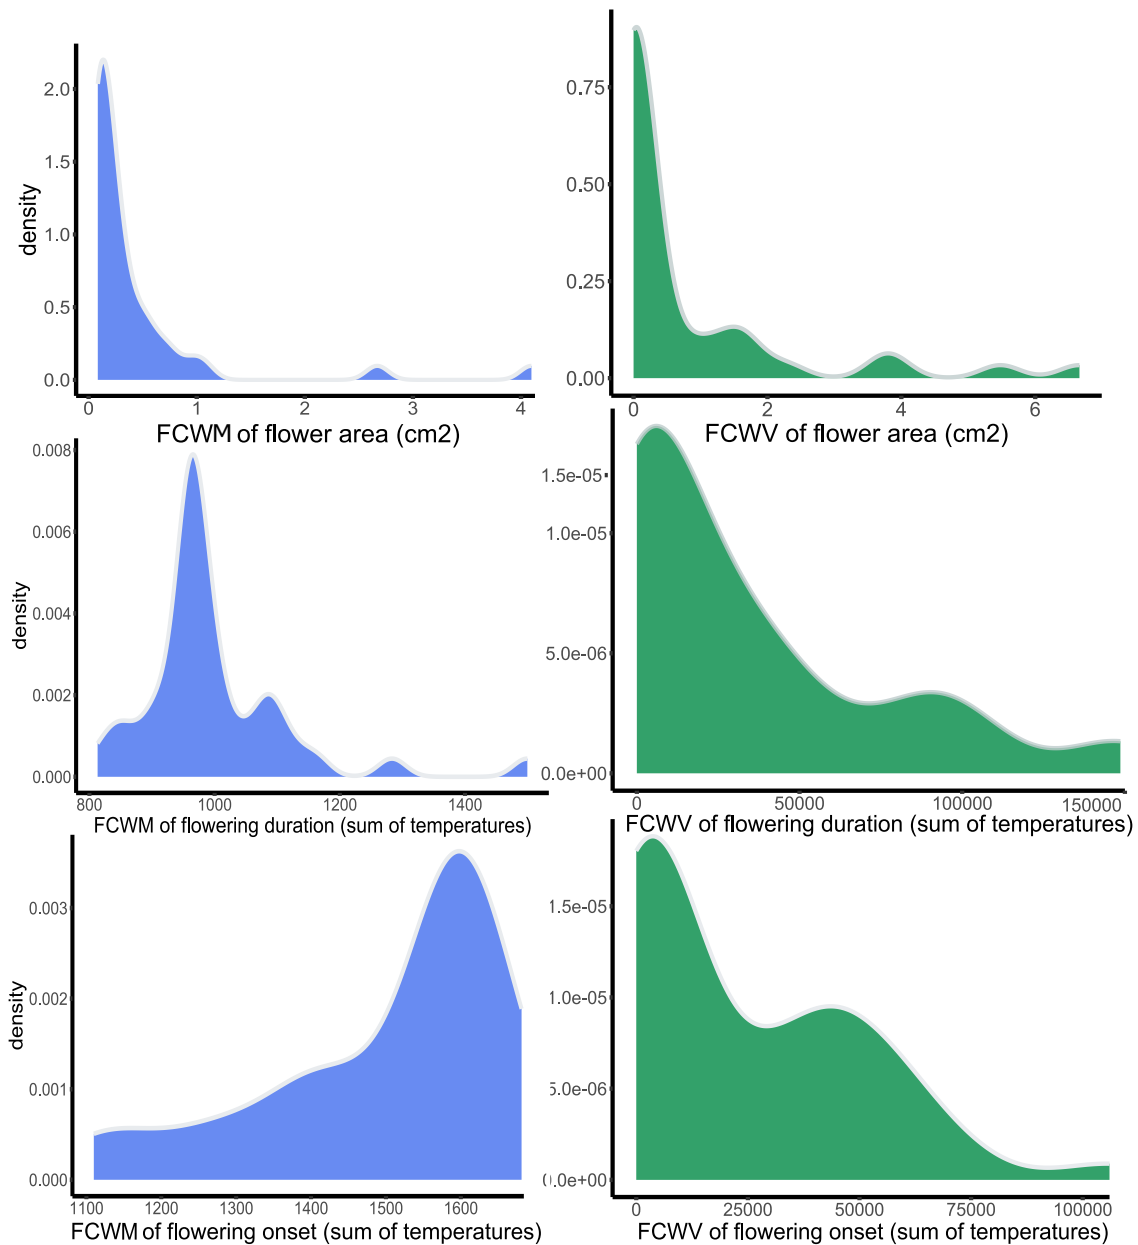 density
2.0
1.5
1.0
0.5
0.0
0 1 2 3 4
FCWM of flower area (cm2)
0.75
0.50
0.25
0.00
0 2 4 6
FCWV of flower area (cm2)
density
0.008
0.006
0.004
0.002
0.000
800 1000 1200 1400
FCWM of flowering duration (sum of temperatures)
1.5e-05
1.0e-05
5.0e-06
0.0e+00
0 50000 100000 150000
FCWV of flowering duration (sum of temperatures)
density
0.003
0.002
0.001
0.000
1100 1200 1300 1400 1500 1600
FCWM of flowering onset (sum of temperatures)
1.5e-05
1.0e-05
5.0e-06
0.0e+00
0 25000 50000 75000 100000
FCWV of flowering onset (sum of temperatures)